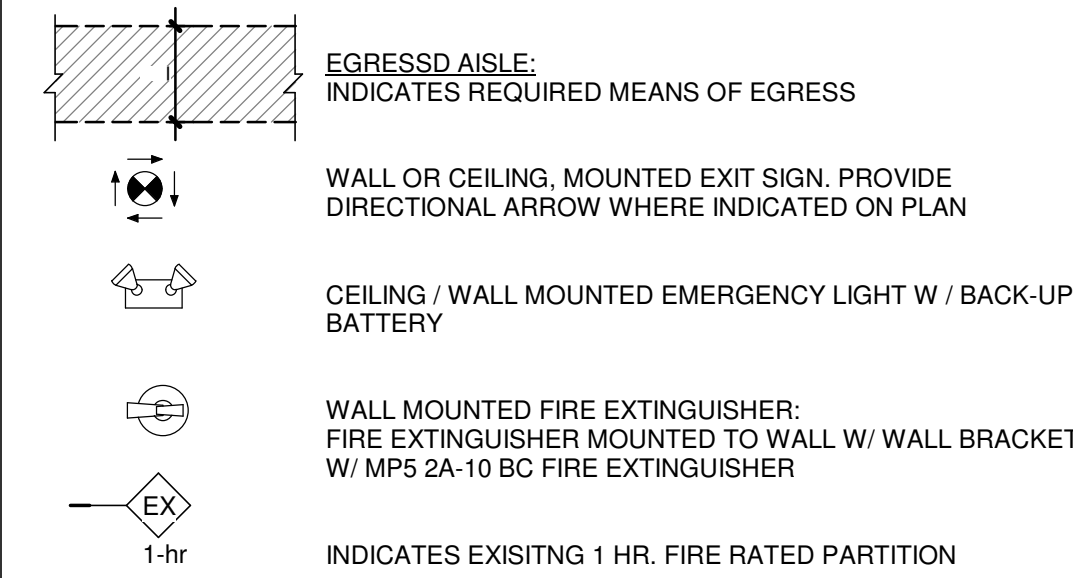 EGRESSD AISLE:
INDICATES REQUIRED MEANS OF EGRESS
WALL OR CEILING, MOUNTED EXIT SIGN. PROVIDE
DIRECTIONAL ARROW WHERE INDICATED ON PLAN
CEILING / WALL MOUNTED EMERGENCY LIGHT W / BACK-UP
BATTERY
WALL MOUNTED FIRE EXTINGUISHER:
FIRE EXTINGUISHER MOUNTED TO WALL W/ WALL BRACKET
W/ MP5 2A-10 BC FIRE EXTINGUISHER
EX
1-hr
INDICATES EXISITNG 1 HR. FIRE RATED PARTITION